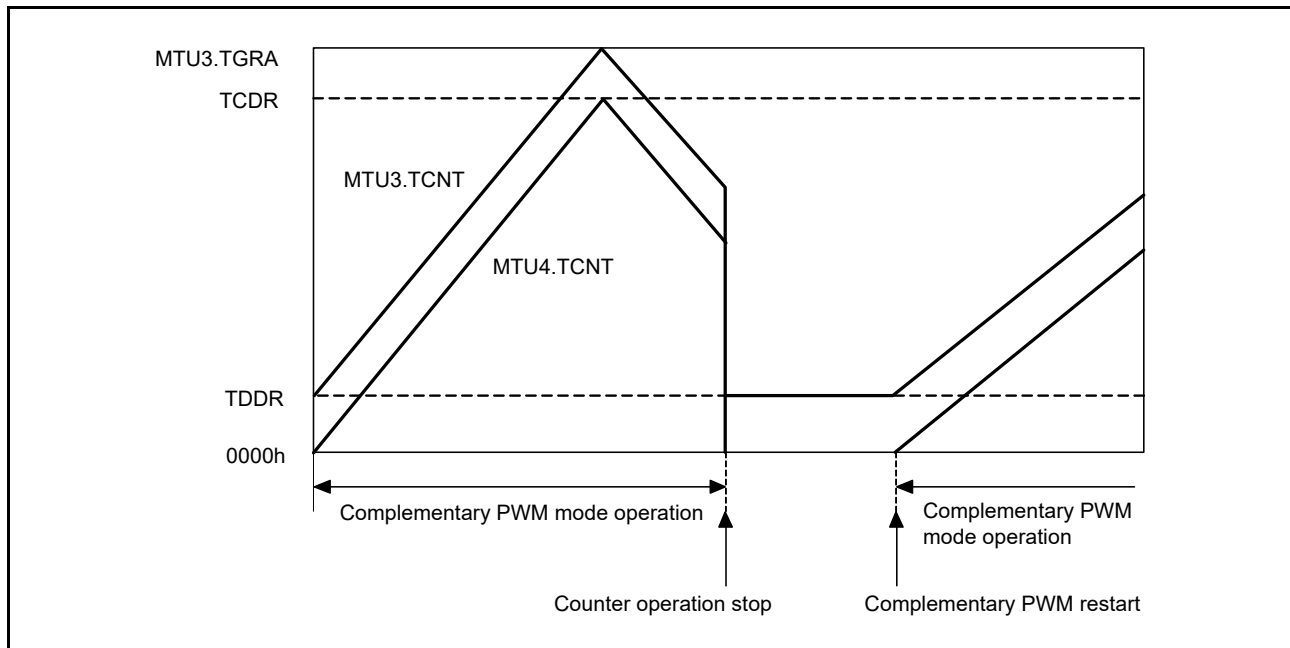 MTU3.TGRA
TCDR
MTU3.TCNT
MTU4.TCNT
TDDR
0000h
Complementary PWM mode operation
Complementary PWM
mode operation
Counter operation stop
Complementary PWM restart